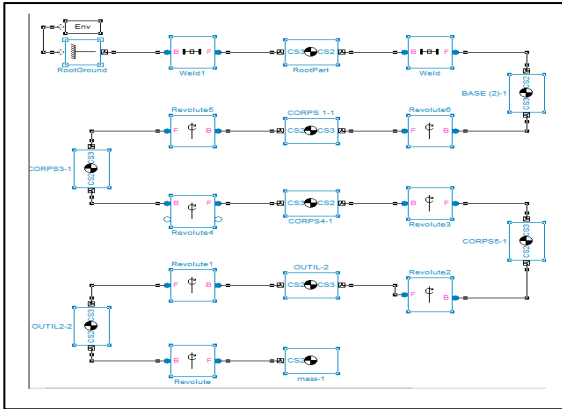 Env
B F CS3 CS2 B F
RootGround Weld1 RootPart Weld
CS3 CS2
BASE (2)-1
Revolute5 CORPS 1-1 Revolute6
F B CS2 CS3 F B
CORPS3-1
CS2 CS3
B F CS3 CS2 B F
Revolute4 CORPS4-1 Revolute3
CS3 CS2
CORPS5-1
Revolute1 OUTIL-2 Revolute2
F B CS2 CS3 F B
OUTIL2-2
CS2 CS3
B F CS2
Revolute mass-1